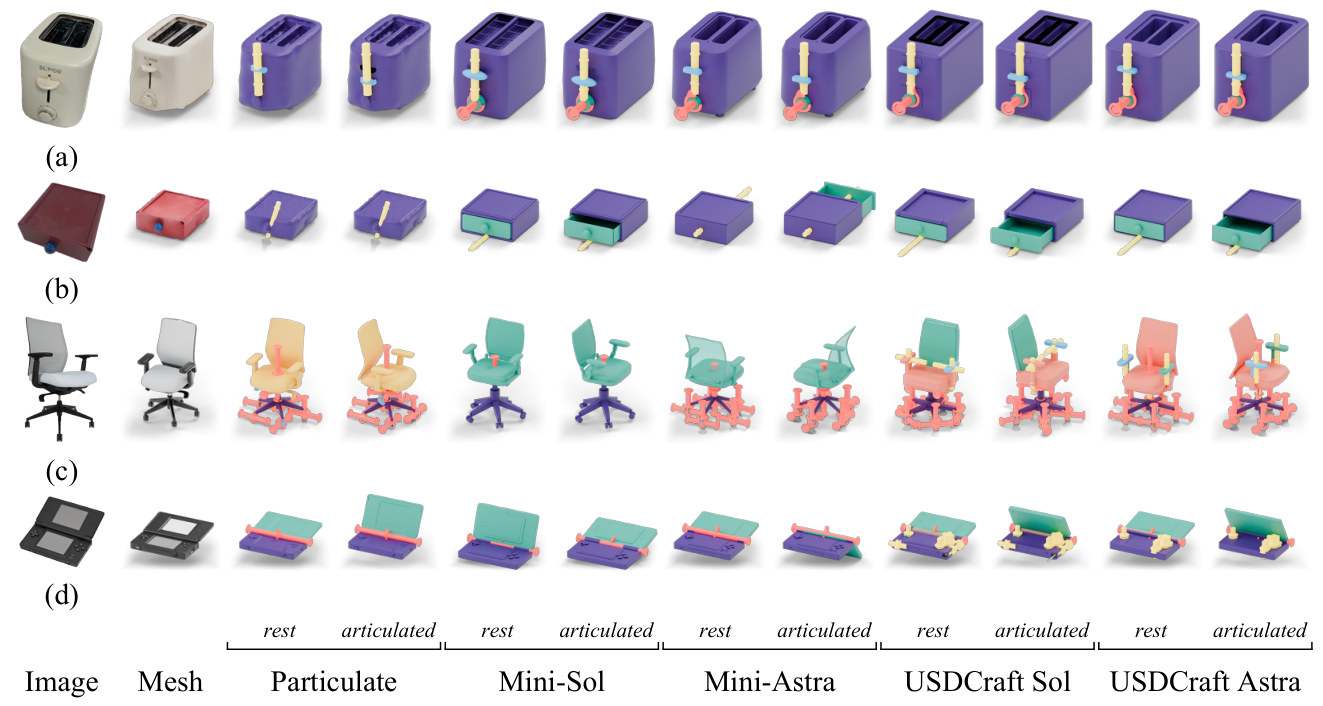 (a)
(b)
(c)
(d)
rest articulated rest articulated rest articulated rest articulated rest articulated
Image Mesh Particulate Mini-Sol Mini-Astra USDCraft Sol USDCraft Astra